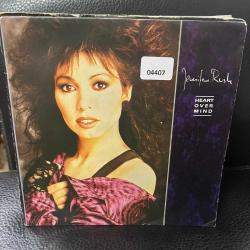 04407
Jennifer Rush
HEART
OVER
MIND